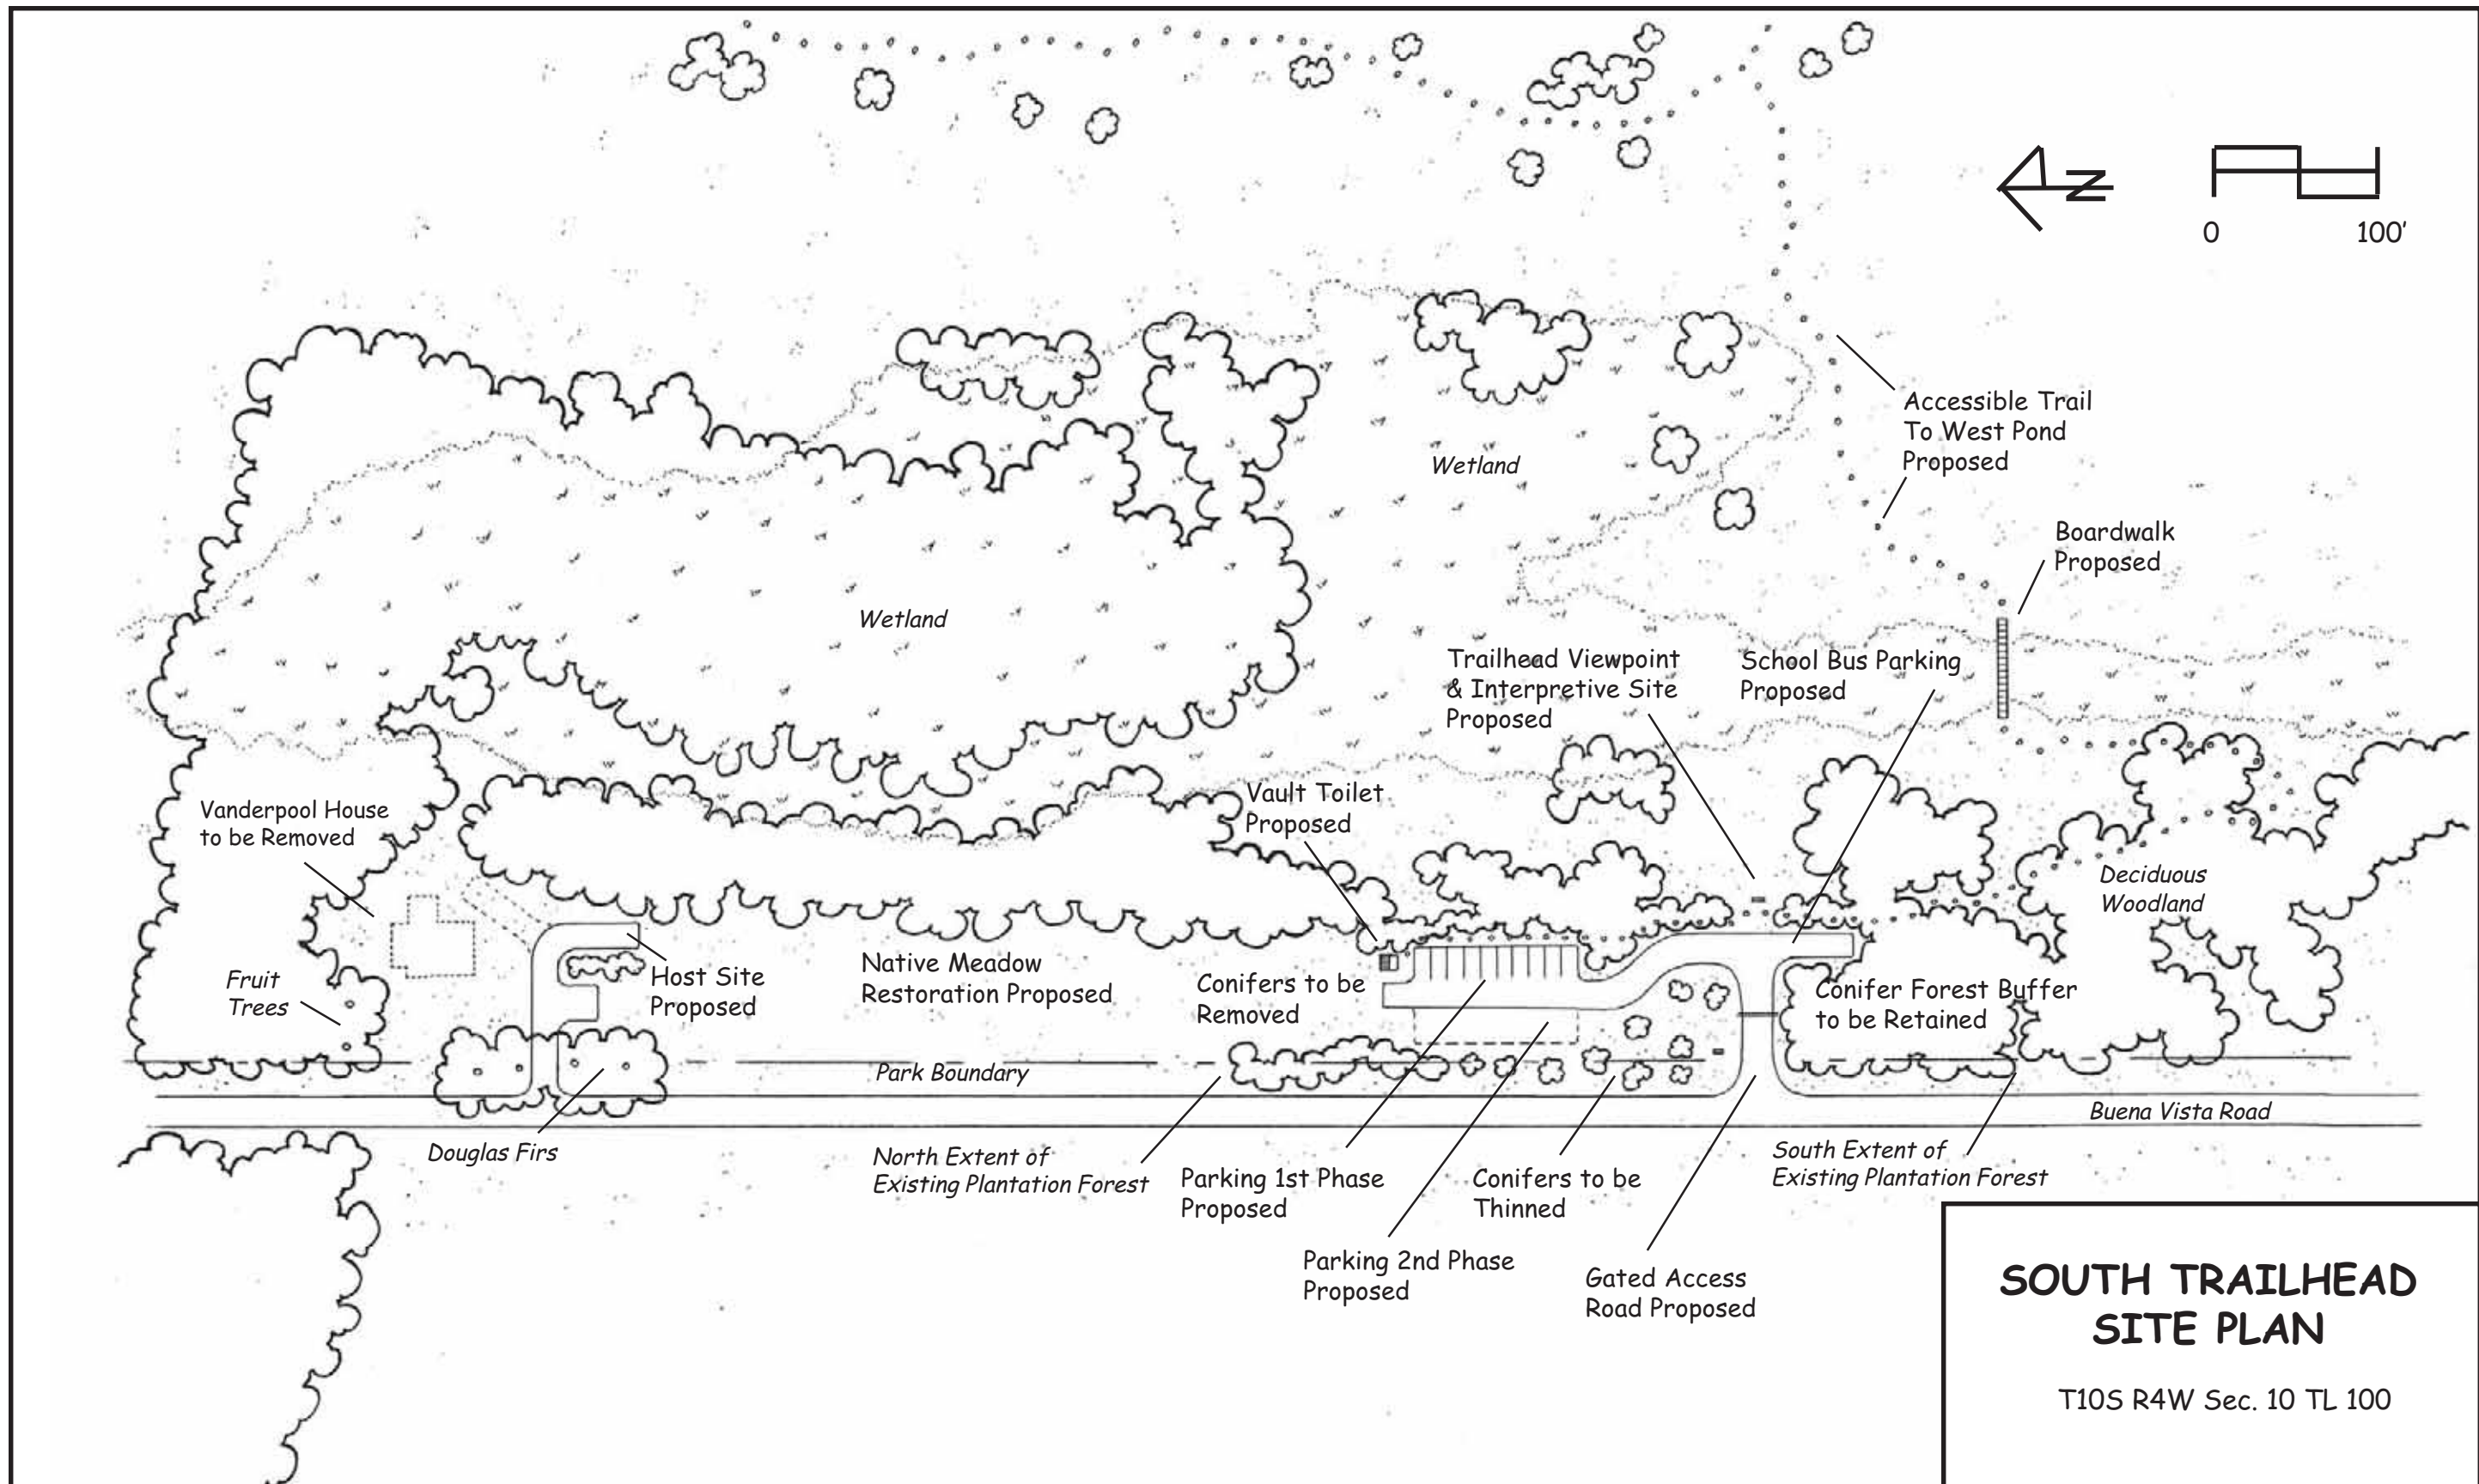 N
0 100'
Accessible Trail
To West Pond
Proposed
Wetland
Boardwalk
Proposed
Wetland
Trailhead Viewpoint
& Interpretive Site
Proposed
School Bus Parking
Proposed
Vault Toilet
Proposed
Vanderpool House
to be Removed
Deciduous
Woodland
Fruit
Trees
Host Site
Proposed
Native Meadow
Restoration Proposed
Conifers to be
Removed
Conifer Forest Buffer
to be Retained
Park Boundary
Buena Vista Road
Douglas Firs
North Extent of
Existing Plantation Forest
Parking 1st Phase
Proposed
Conifers to be
Thinned
South Extent of
Existing Plantation Forest
Parking 2nd Phase
Proposed
Gated Access
Road Proposed
SOUTH TRAILHEAD
SITE PLAN
T10S R4W Sec. 10 TL 100